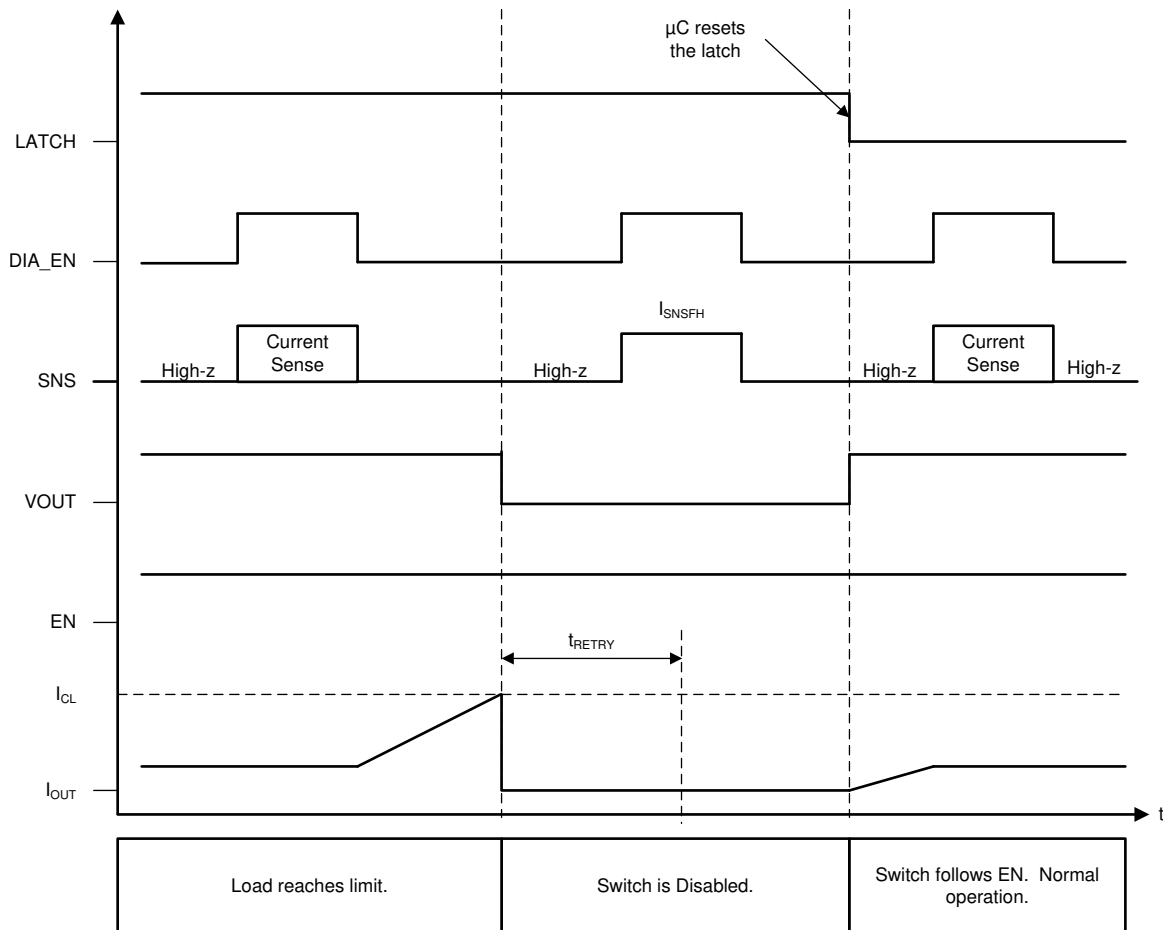 µC resets
the latch
LATCH
DIA_EN
I_SNSFH
Current
Sense
Current
Sense
High-z
High-z
High-z
High-z
SNS
VOUT
EN
t_RETRY
I_CL
I_OUT
t
Load reaches limit.
Switch is Disabled.
Switch follows EN.  Normal
operation.